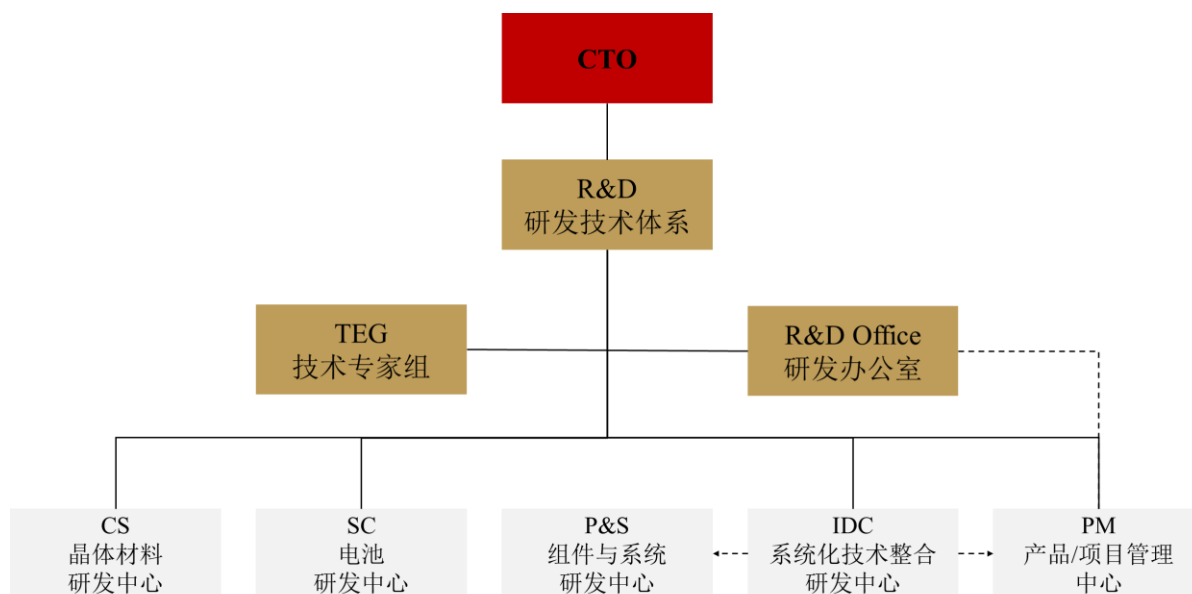 CTO
R&D
研发技术体系
TEG
技术专家组
R&D Office
研发办公室
CS
晶体材料
研发中心
SC
电池
研发中心
P&S
组件与系统
研发中心
IDC
系统化技术整合
研发中心
PM
产品/项目管理
中心